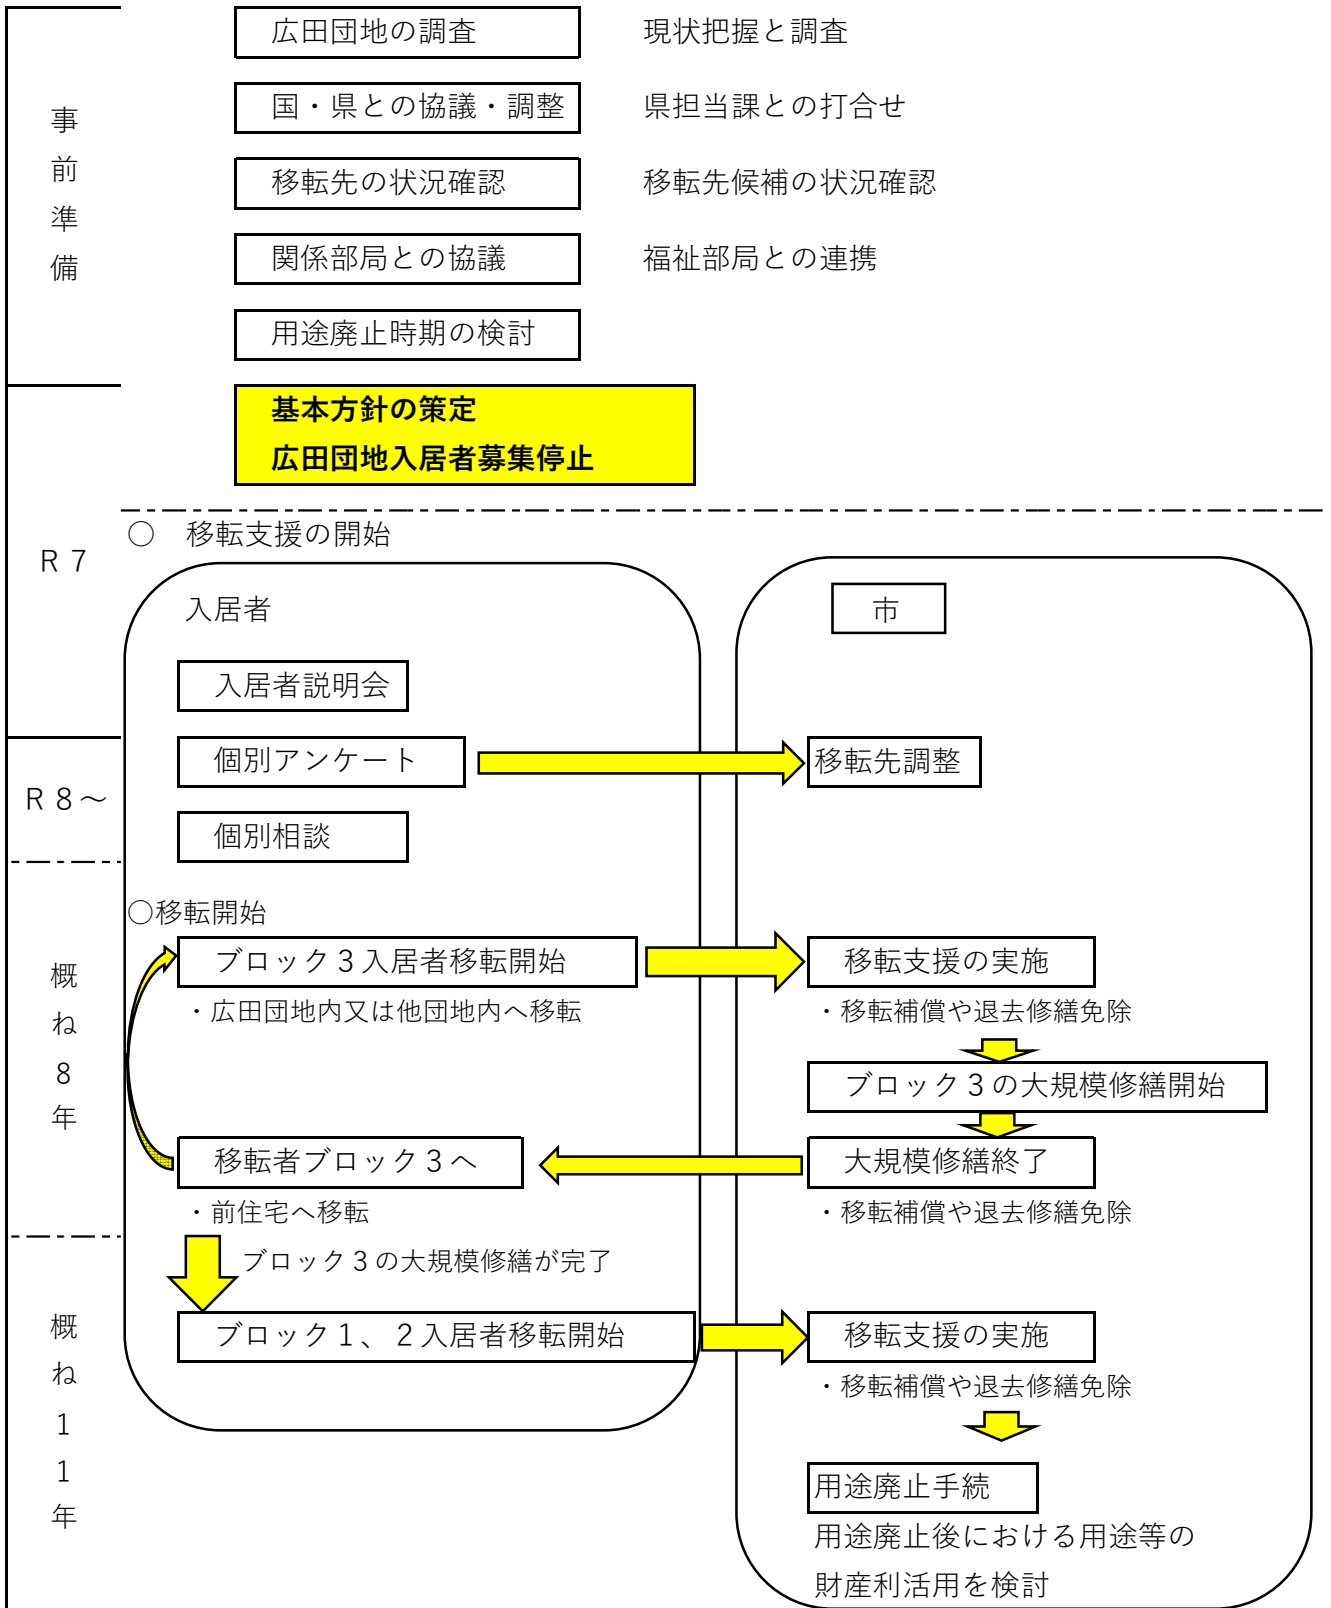 事前準備
広田団地の調査
現状把握と調査
国・県との協議・調整
県担当課との打合せ
移転先の状況確認
移転先候補の状況確認
関係部局との協議
福祉部局との連携
用途廃止時期の検討
基本方針の策定
広田団地入居者募集停止
Ｒ７
○　移転支援の開始
入居者
市
入居者説明会
Ｒ８～
個別アンケート
移転先調整
個別相談
概ね８年
○移転開始
ブロック３入居者移転開始
移転支援の実施
・広田団地内又は他団地内へ移転
・移転補償や退去修繕免除
ブロック３の大規模修繕開始
移転者ブロック３へ
大規模修繕終了
・前住宅へ移転
・移転補償や退去修繕免除
ブロック３の大規模修繕が完了
概ね１１年
ブロック１、２入居者移転開始
移転支援の実施
・移転補償や退去修繕免除
用途廃止手続
用途廃止後における用途等の
財産利活用を検討